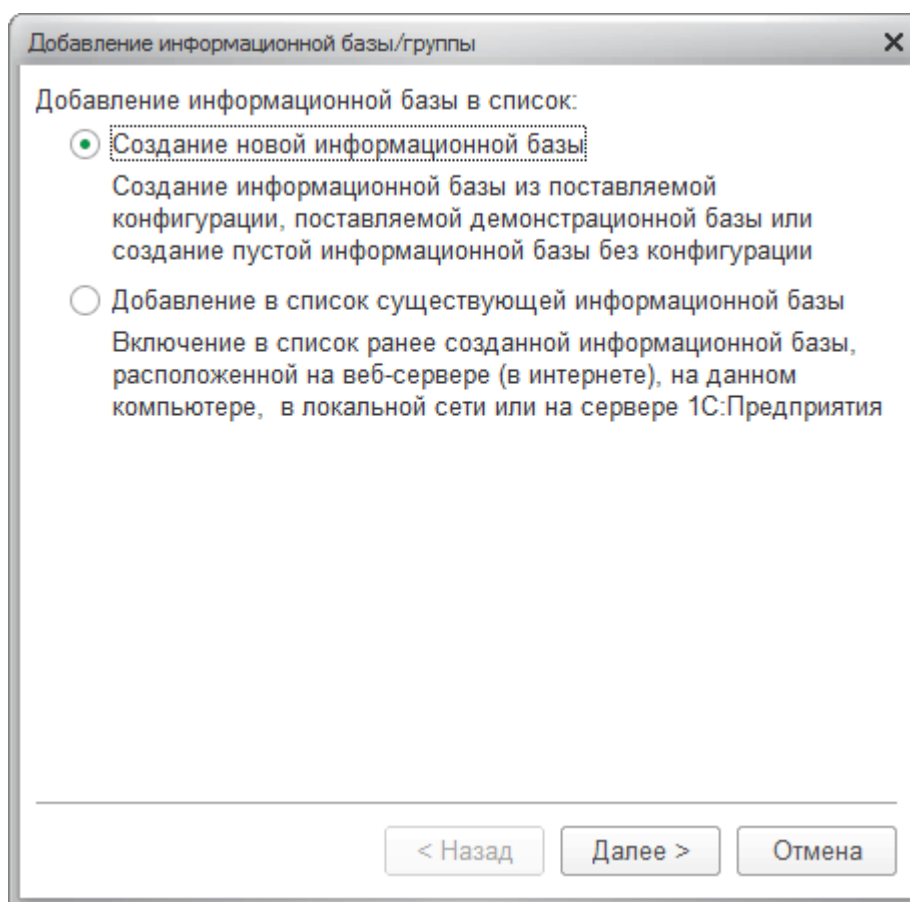 Добавление информационной базы/группы
Добавление информационной базы в список:
Создание новой информационной базы
Создание информационной базы из поставляемой
конфигурации, поставляемой демонстрационной базы или
создание пустой информационной базы без конфигурации
Добавление в список существующей информационной базы
Включение в список ранее созданной информационной базы,
расположенной на веб-сервере (в интернете), на данном
компьютере,  в локальной сети или на сервере 1С:Предприятия
< Назад
Далее >
Отмена